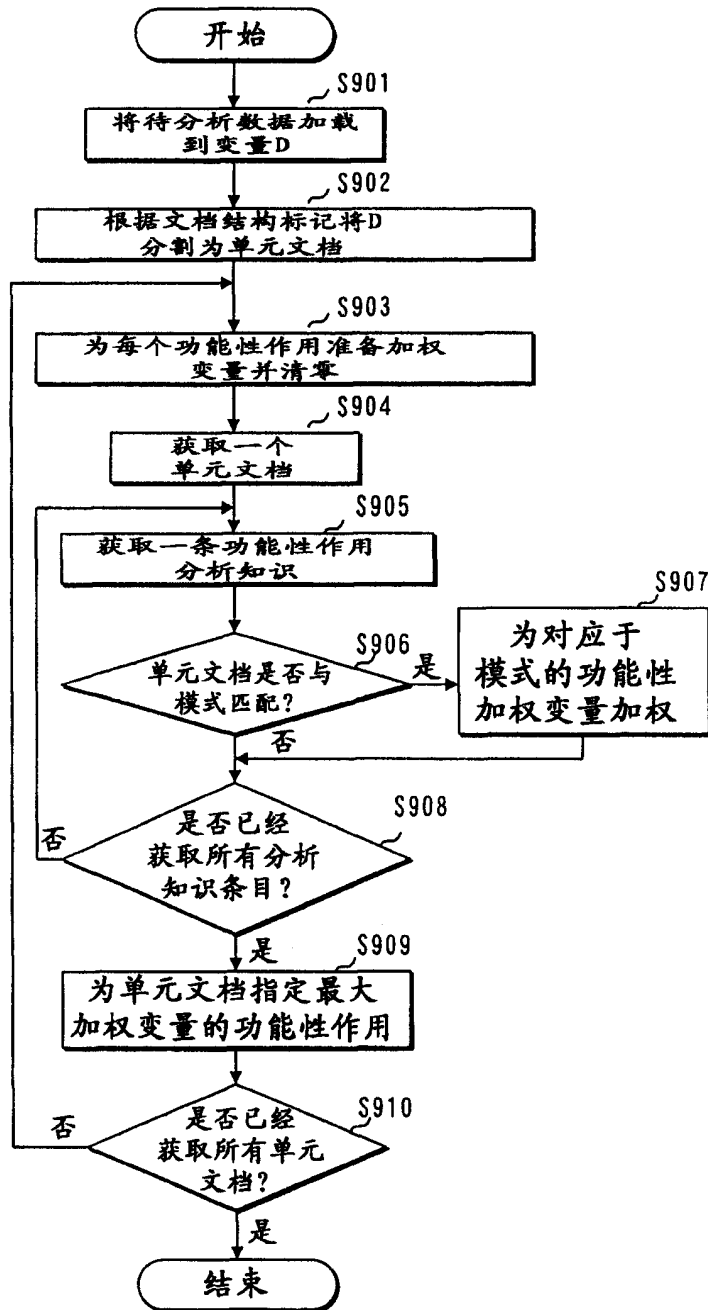 开始
S901
将待分析数据加载
到变量D
S902
根据文档结构标记将D
分割为单元文档
S903
为每个功能性作用准备加权
变量并清零
S904
获取一个
单元文档
S905
获取一条功能性作用
分析知识
S906
单元文档是否与
模式匹配?
是
S907
为对应于
模式的功能性
加权变量加权
否
S908
是否已经
获取所有分析
知识条目?
否
是
S909
为单元文档指定最大
加权变量的功能性作用
S910
是否已经
获取所有单元
文档?
否
是
结束